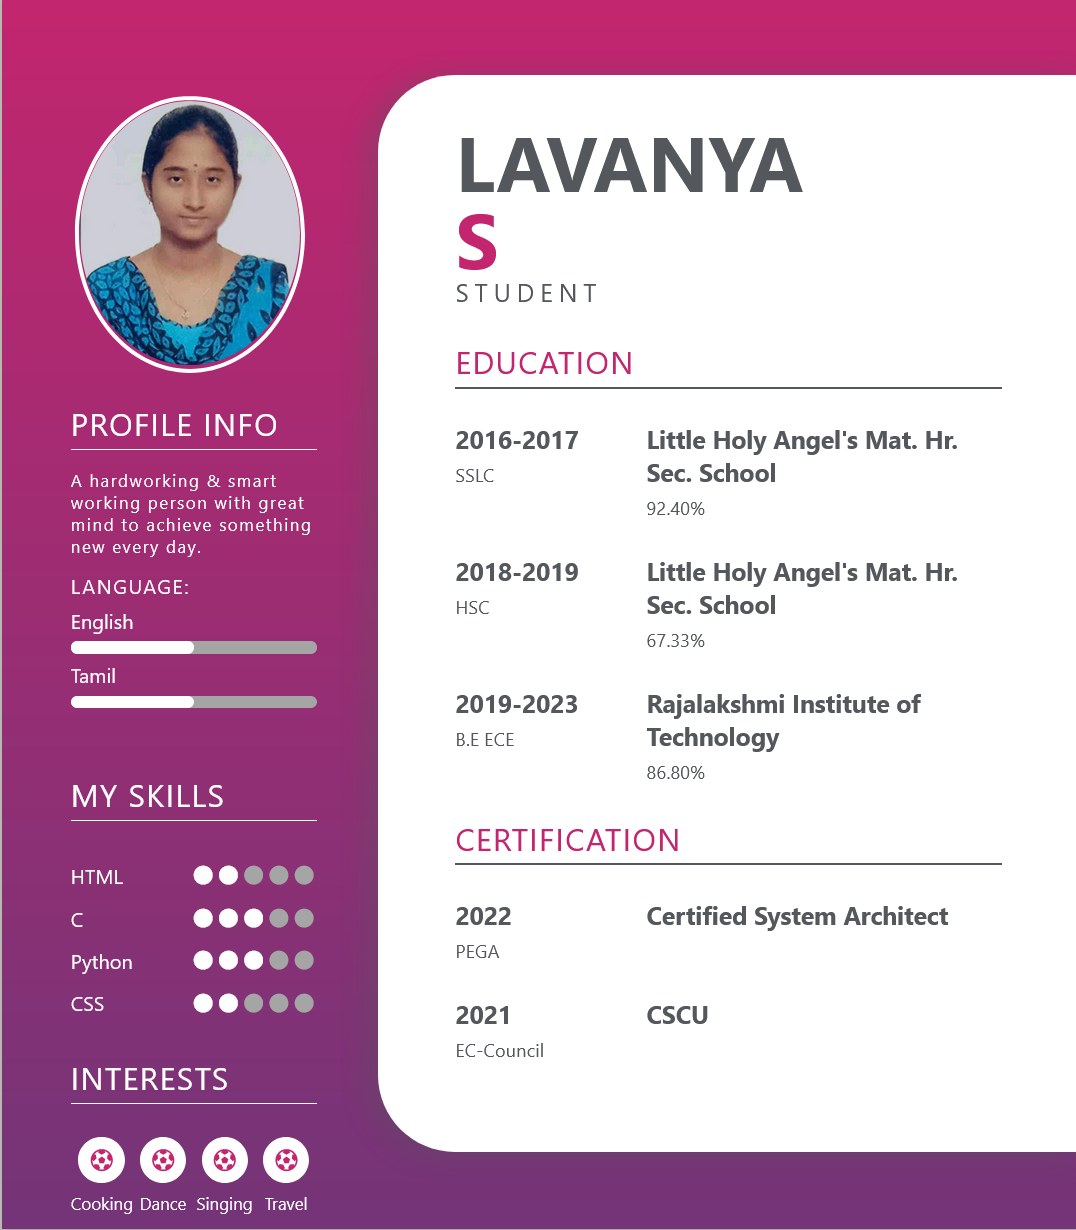 PROFILE INFO
A hardworking & smart
working person with great
mind to achieve something
new every day.
LANGUAGE:
English
Tamil
MY SKILLS
HTML
C
Python
CSS
INTERESTS
Cooking Dance Singing Travel
LAVANYA
S
STUDENT
EDUCATION
2016-2017 Little Holy Angel's Mat. Hr.
SSLC Sec. School
92.40%
2018-2019 Little Holy Angel's Mat. Hr.
HSC Sec. School
67.33%
2019-2023 Rajalakshmi Institute of
B.E ECE Technology
86.80%
CERTIFICATION
2022 Certified System Architect
PEGA
2021 CSCU
EC-Council